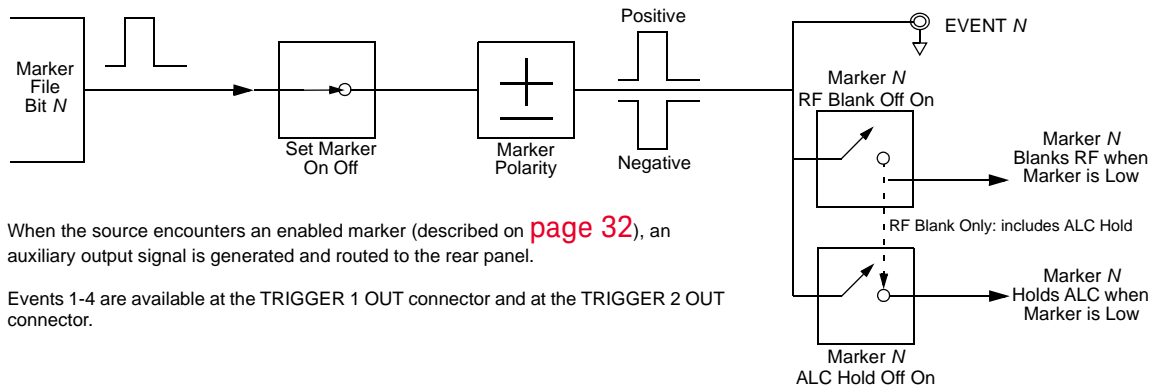 Marker
File
Bit N
Set Marker
On Off
Marker
Polarity
Positive
Negative
EVENT N
Marker N
RF Blank Off On
Marker N
Blanks RF when
Marker is Low
RF Blank Only: includes ALC Hold
Marker N
Holds ALC when
Marker is Low
Marker N
ALC Hold Off On
When the source encounters an enabled marker (described on page 32), an
auxiliary output signal is generated and routed to the rear panel.
Events 1-4 are available at the TRIGGER 1 OUT connector and at the TRIGGER 2 OUT
connector.